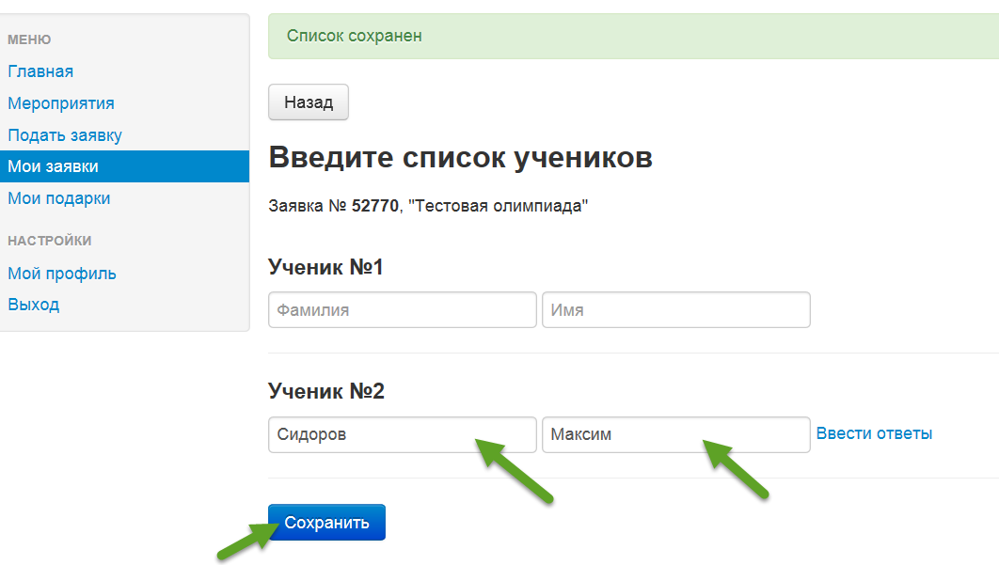 МЕНЮ
Главная
Мероприятия
Подать заявку
Мои заявки
Мои подарки
НАСТРОЙКИ
Мой профиль
Выход
Список сохранен
Назад
Введите список учеников
Заявка № 52770, "Тестовая олимпиада"
Ученик №1
Фамилия Имя
Ученик №2
Сидоров Максим Ввести ответы
Сохранить